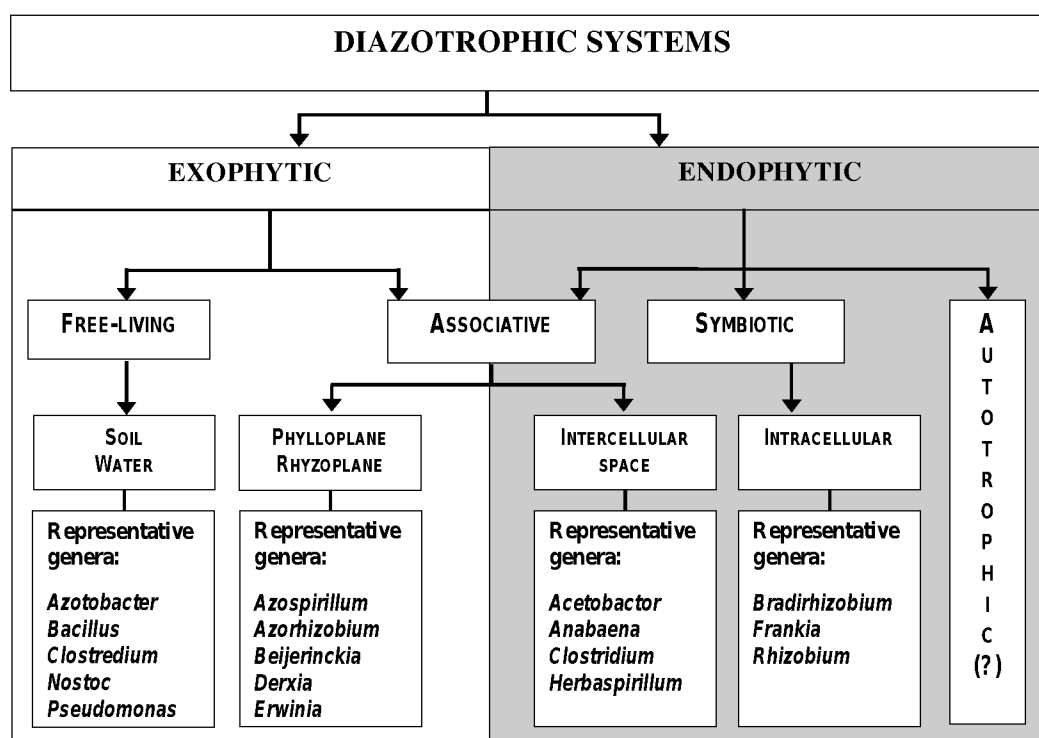 DIAZOTROPHIC SYSTEMS
EXOPHYTIC
ENDOPHYTIC
FREE-LIVING
ASSOCIATIVE
SYMBIOTIC
AUTOTROPHIC
(?)
SOIL
WATER
PHYLLOPLANE
RHYZOPLANE
INTERCELLULAR
SPACE
INTRACELLULAR
Representative
genera:
Azotobacter
Bacillus
Clostredium
Nostoc
Pseudomonas
Representative
genera:
Azospirillum
Azorhizobium
Beijerinckia
Derxia
Erwinia
Representative
genera:
Acetobactor
Anabaena
Clostridium
Herbaspirillum
Representative
genera:
Bradirhizobium
Frankia
Rhizobium